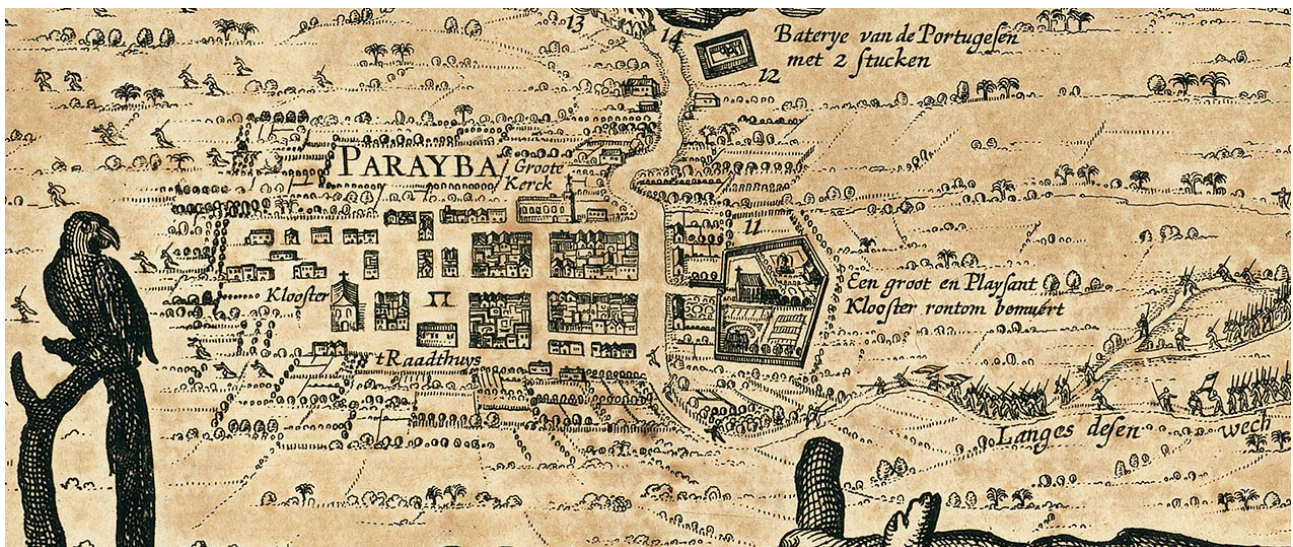 13
14
Baterye van de Portugesen
met 2 stucken
12
PARAYBA
Groote
Kerck
11
Een groot en Playsant
Klooster rontom bemuert
Klooster
't Raadthuys
Langes desen wech